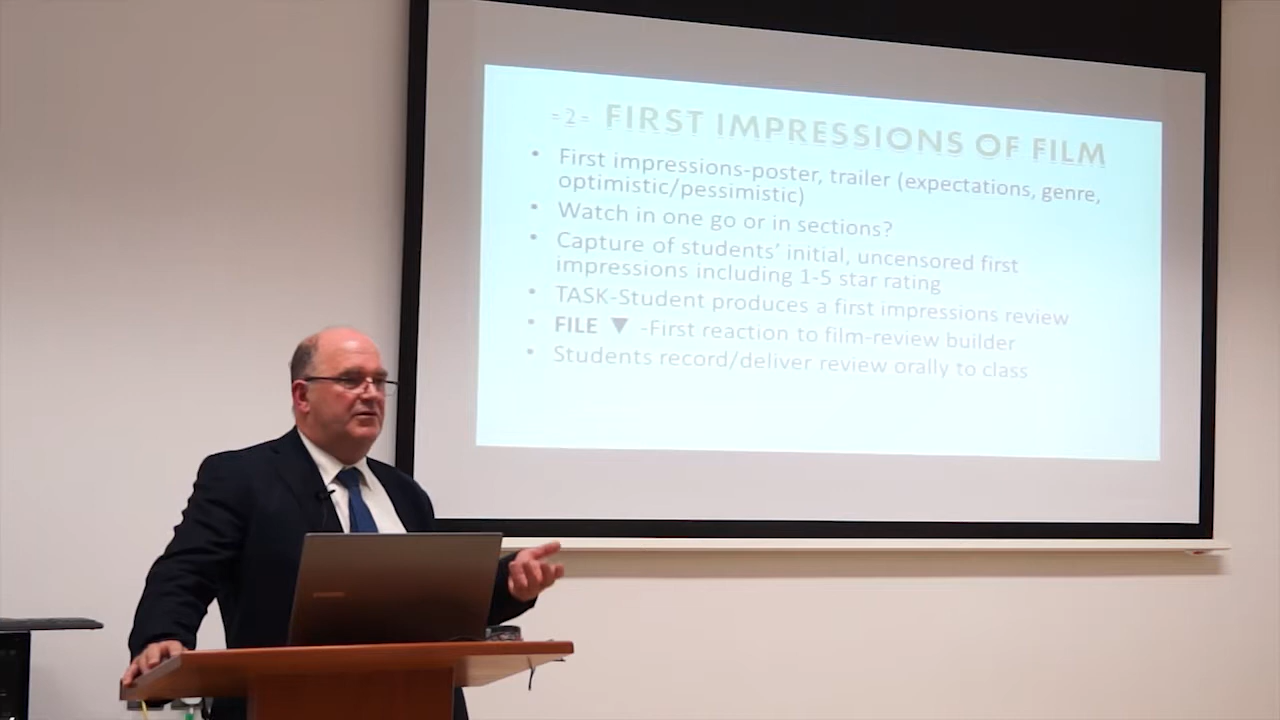 -2- FIRST IMPRESSIONS OF FILM
• First impressions-poster, trailer (expectations, genre,
optimistic/pessimistic)
• Watch in one go or in sections?
• Capture of students' initial, uncensored first
impressions including 1-5 star rating
• TASK-Student produces a first impressions review
• FILE ▼ -First reaction to film-review builder
• Students record/deliver review orally to class